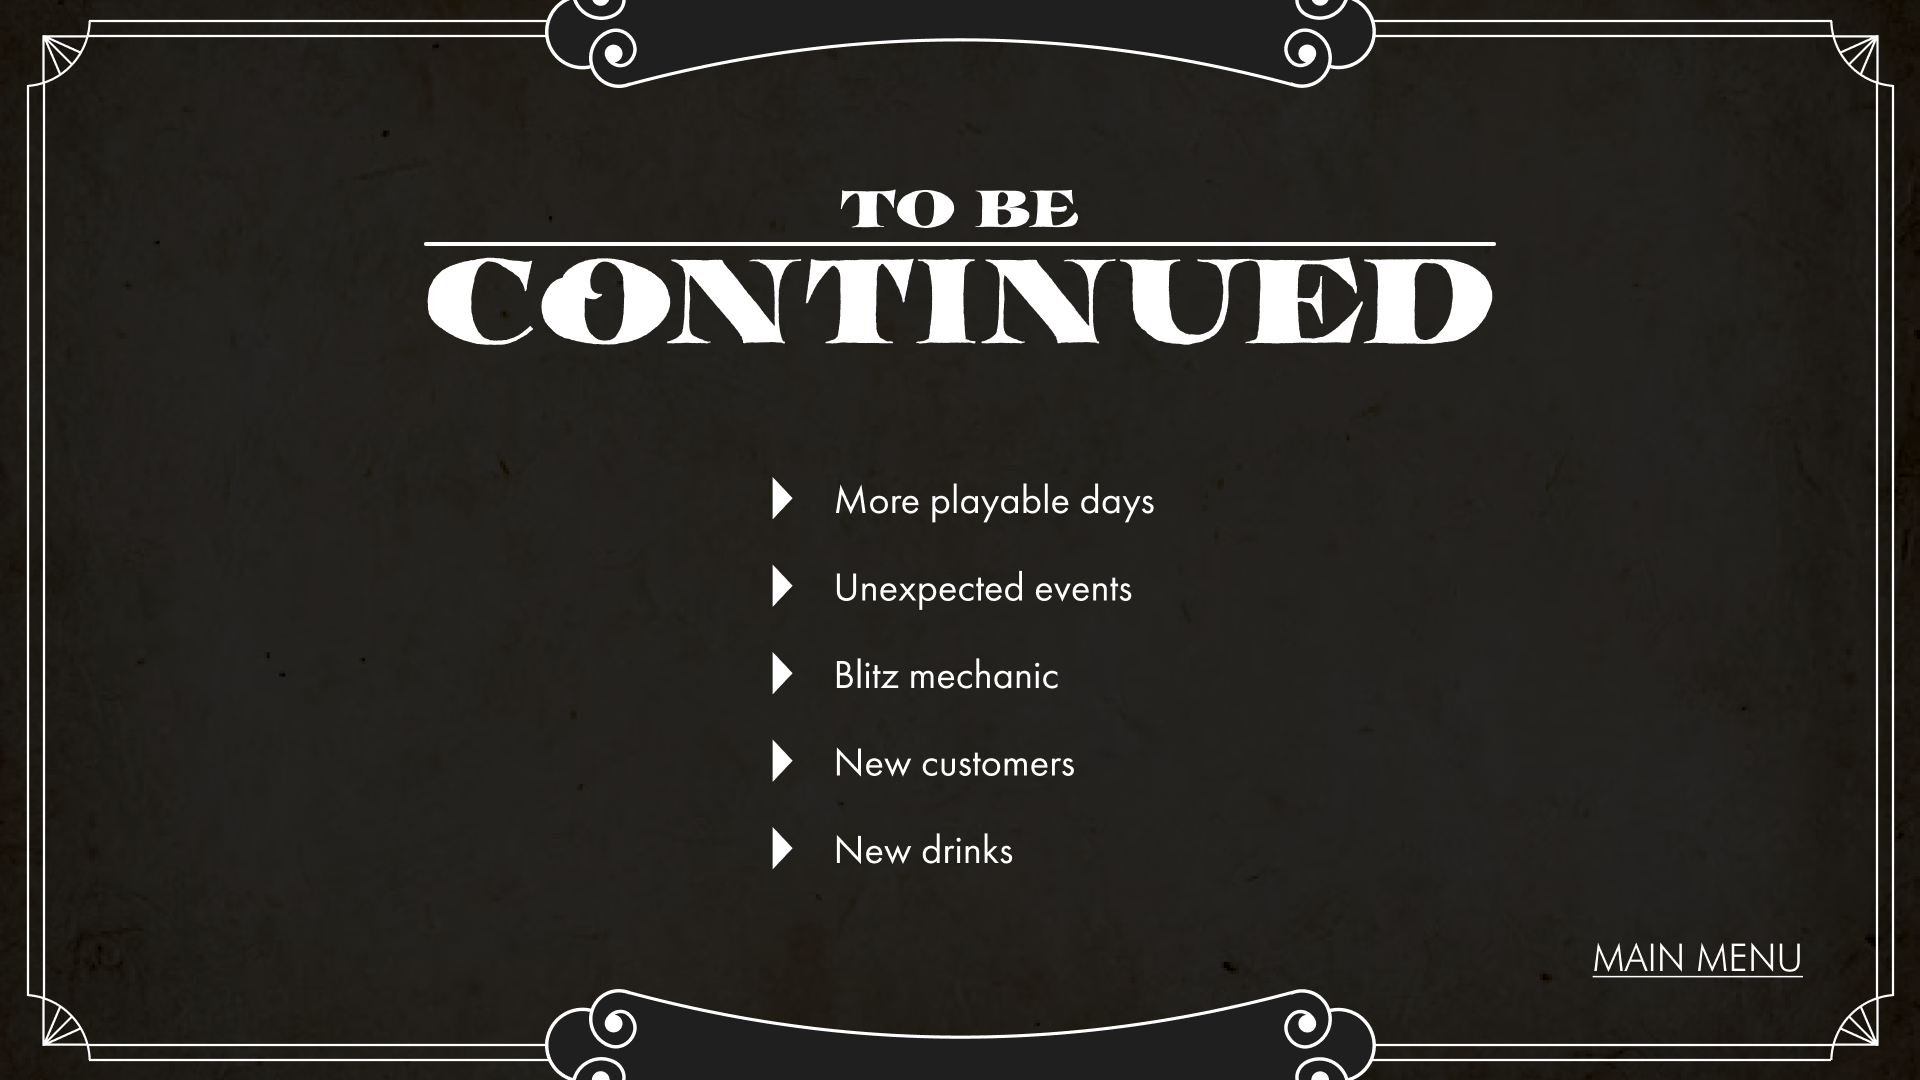 TO BE
CONTINUED
More playable days
Unexpected events
Blitz mechanic
New customers
New drinks
MAIN MENU